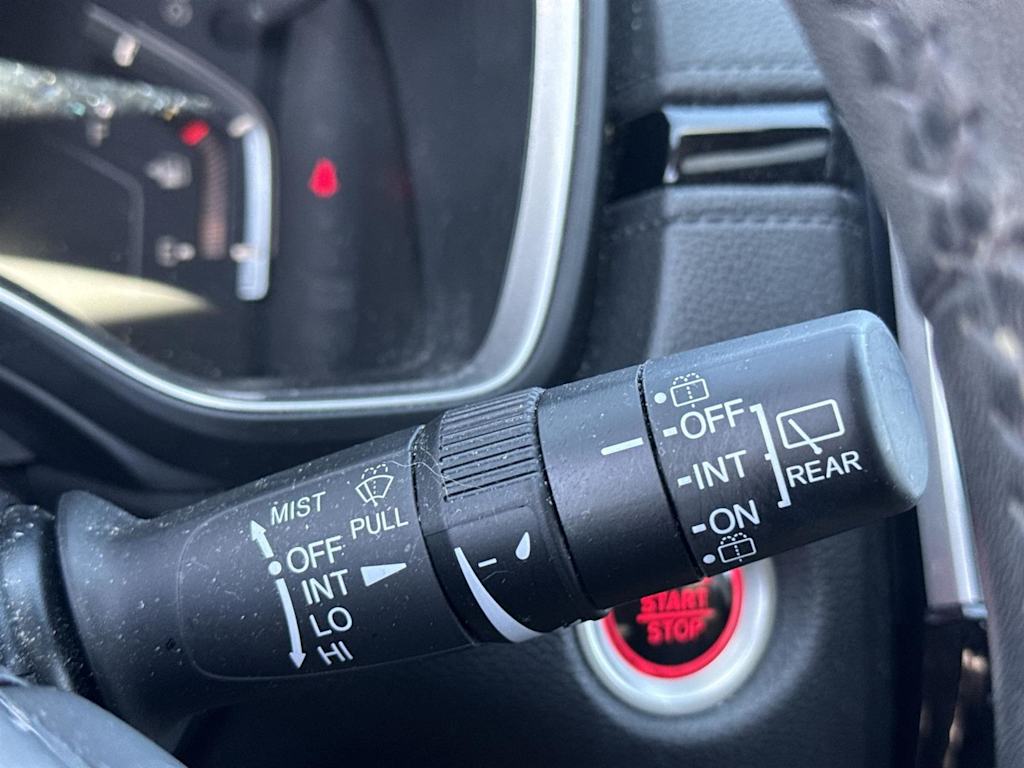 MIST
PULL
OFF
INT
LO
HI
-OFF
-INT
-ON
REAR
START
STOP